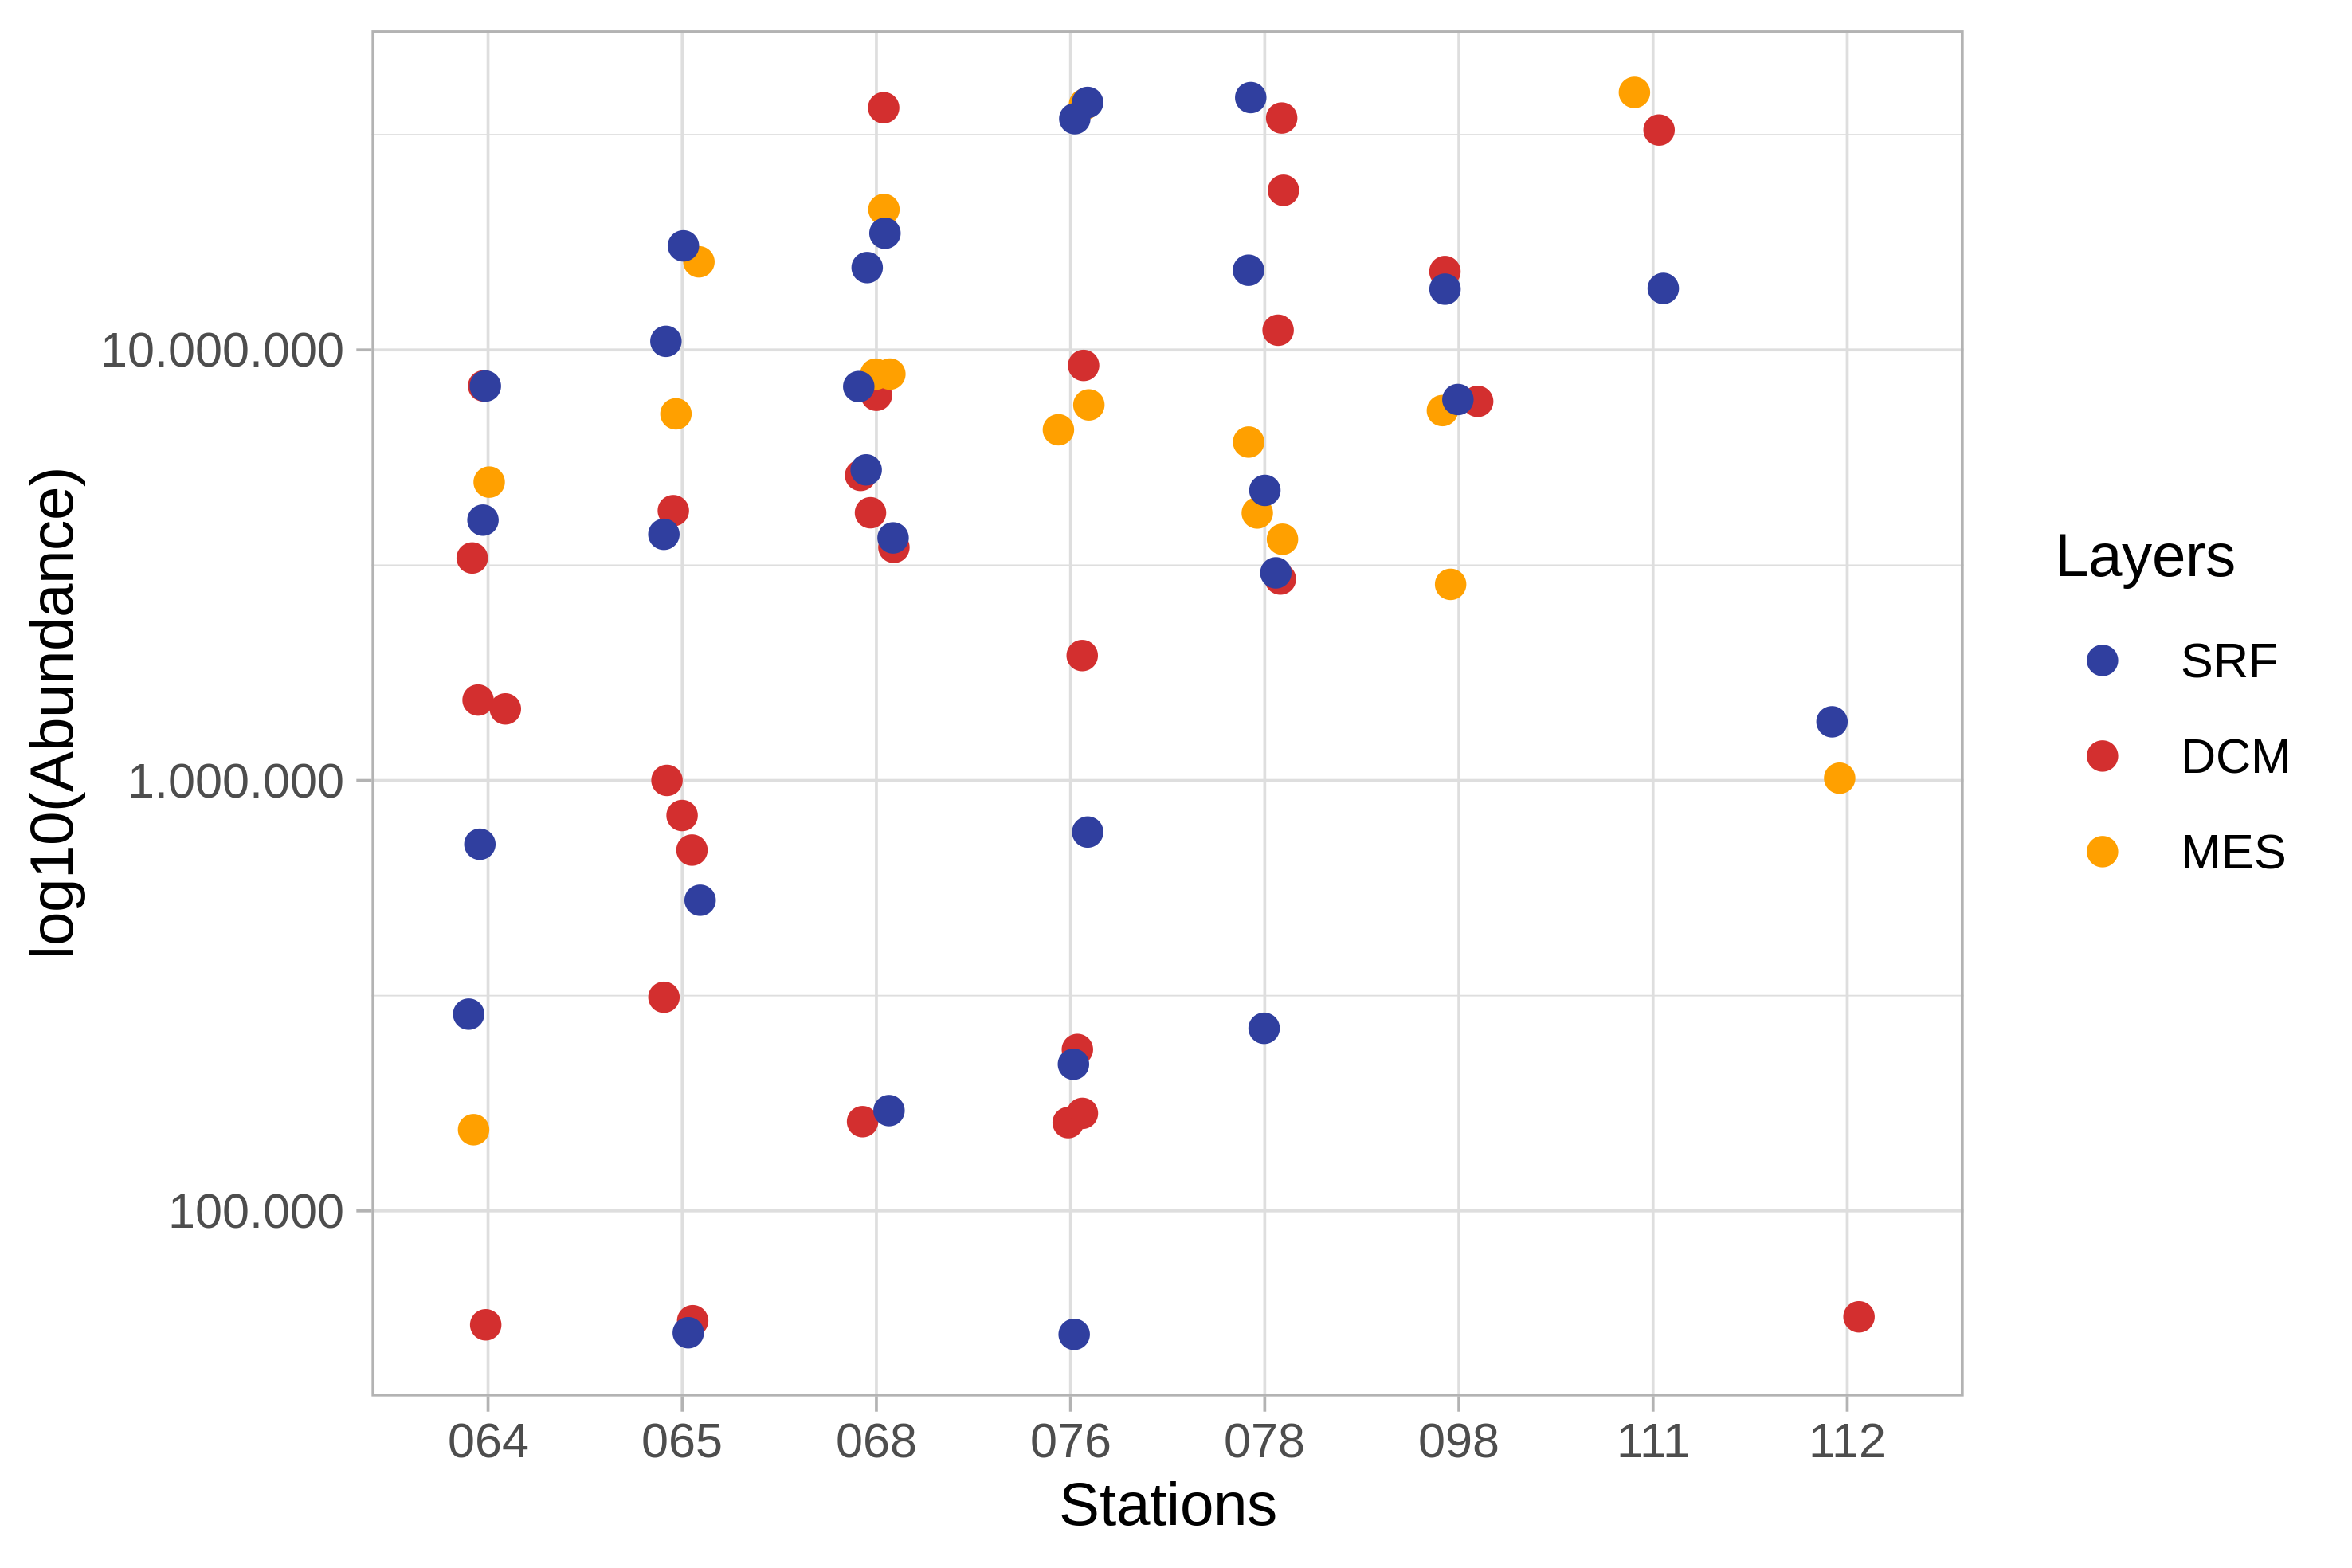 log10(Abundance)
10.000.000
1.000.000
100.000
064 065 068 076 078 098 111 112
Stations
Layers
SRF
DCM
MES